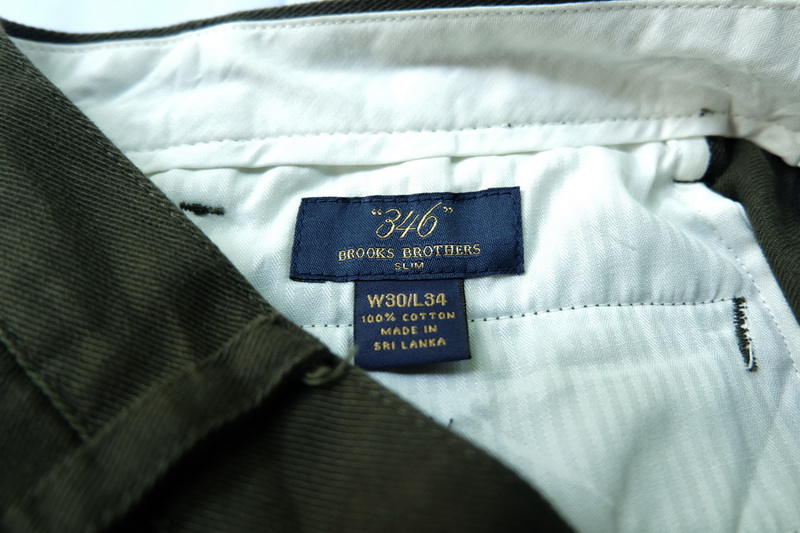 "346"
BROOKS BROTHERS
SLIM
W30/L34
100% COTTON
MADE IN
SRI LANKA